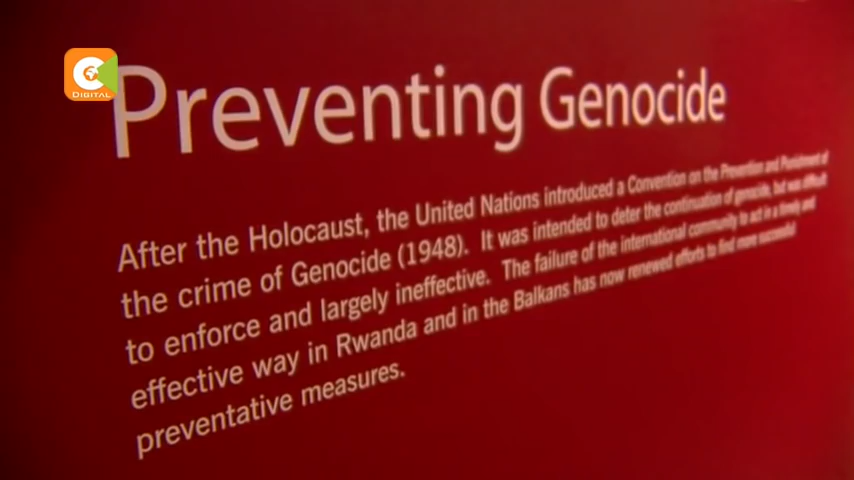 C
DIGITAL
Preventing Genocide
After the Holocaust, the United Nations introduced a Convention on the Prevention and Punishment of
the crime of Genocide (1948). It was intended to deter the continuation of genocide, but was difficult
to enforce and largely ineffective. The failure of the international community to act in a timely and
effective way in Rwanda and in the Balkans has now renewed efforts to find more successful
preventative measures.